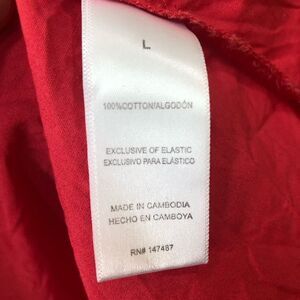 L
100%COTTON/ALGODÓN
EXCLUSIVE OF ELASTIC
EXCLUSIVO PARA ELÁSTICO
MADE IN CAMBODIA
HECHO EN CAMBOYA
RN# 147487